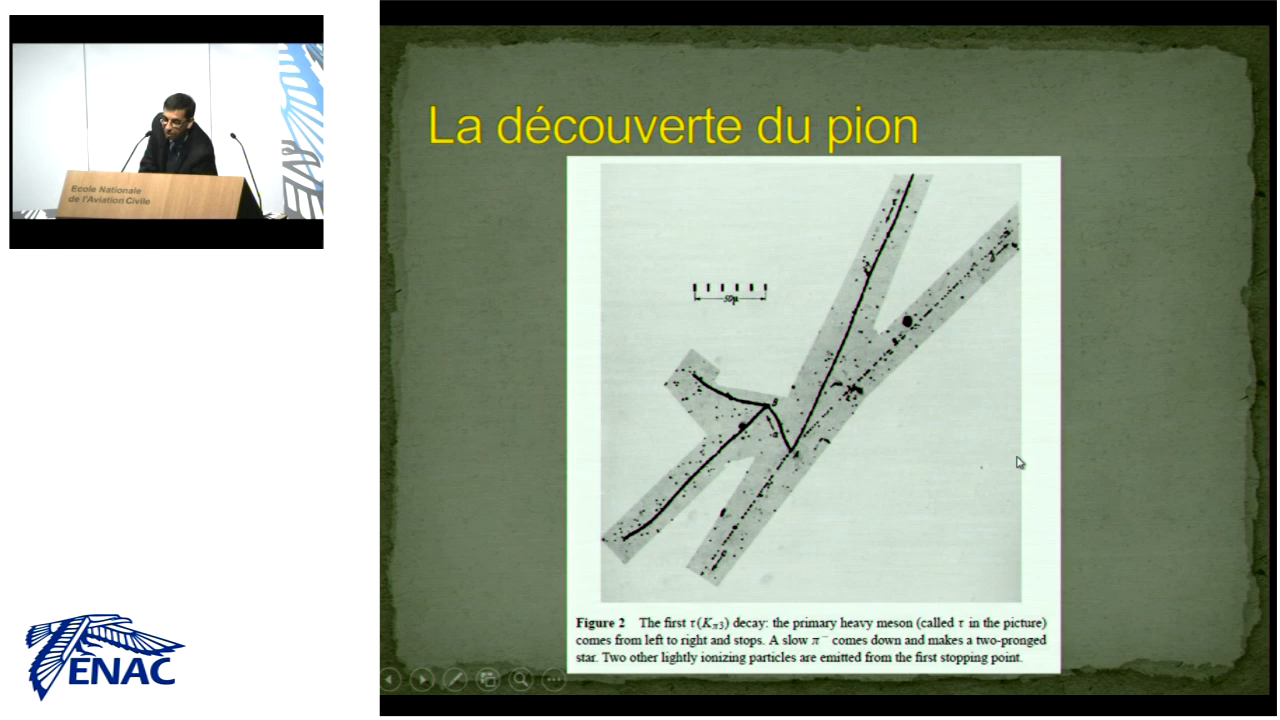 Ecole Nationale
de l'Aviation Civile
ENAC
La découverte du pion
50μ
Figure 2 The first τ(Kπ3) decay: the primary heavy meson (called τ in the picture)
comes from left to right and stops. A slow π⁻ comes down and makes a two-pronged
star. Two other lightly ionizing particles are emitted from the first stopping point.